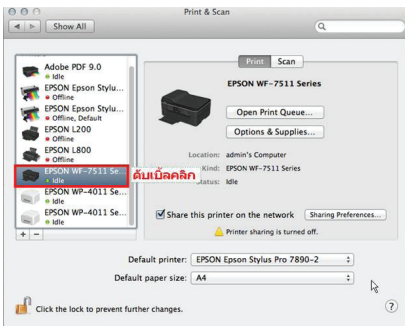 Print & Scan
Show All
Print Scan
Adobe PDF 9.0
Idle
EPSON Epson Stylu...
Offline
EPSON Epson Stylu...
Offline, Default
EPSON L200
Offline
EPSON L800
Offline
EPSON WF-7511 Se...
Idle
ดับเบิ้ลคลิก
EPSON WP-4011 Se...
Idle
EPSON WP-4011 Se...
Idle
+ −
EPSON WF-7511 Series
Open Print Queue...
Options & Supplies...
Location: admin's Computer
Kind: EPSON WF-7511 Series
Status: Idle
Share this printer on the network Sharing Preferences...
Printer sharing is turned off.
Default printer: EPSON Epson Stylus Pro 7890-2
Default paper size: A4
Click the lock to prevent further changes.
?